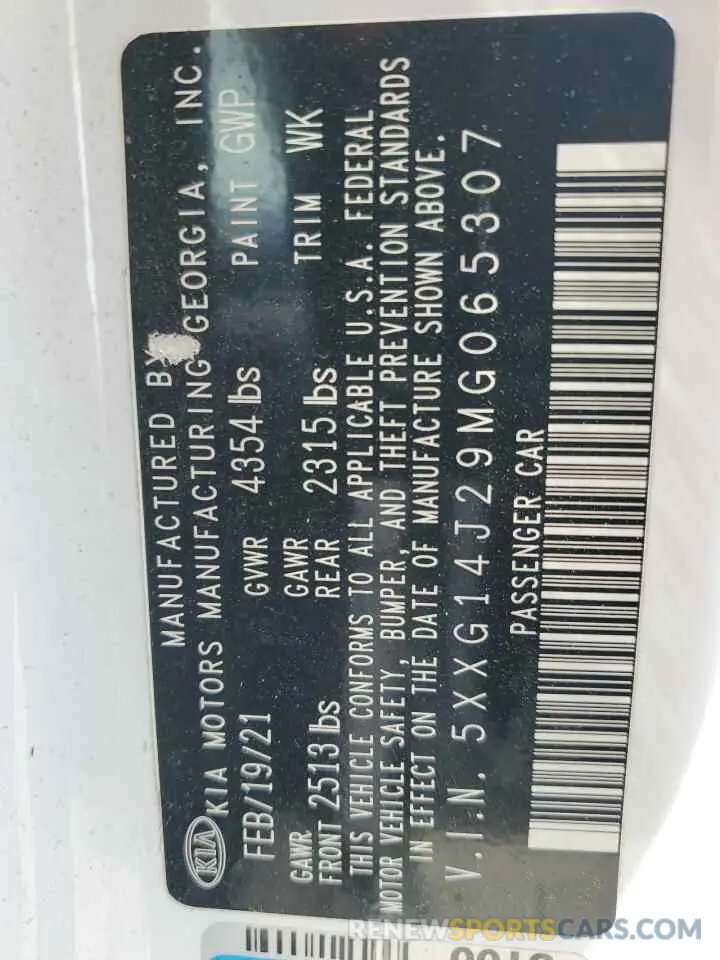 MANUFACTURED BY
KIA KIA MOTORS MANUFACTURING GEORGIA, INC.
FEB/19/21 GVWR 4354 lbs PAINT GWP
GAWR FRONT 2513 lbs GAWR REAR 2315 lbs TRIM WK
THIS VEHICLE CONFORMS TO ALL APPLICABLE U.S.A. FEDERAL
MOTOR VEHICLE SAFETY, BUMPER, AND THEFT PREVENTION STANDARDS
IN EFFECT ON THE DATE OF MANUFACTURE SHOWN ABOVE.
V.I.N. 5XXG14J29MG065307
PASSENGER CAR
RENEWSPORTSCARS.COM